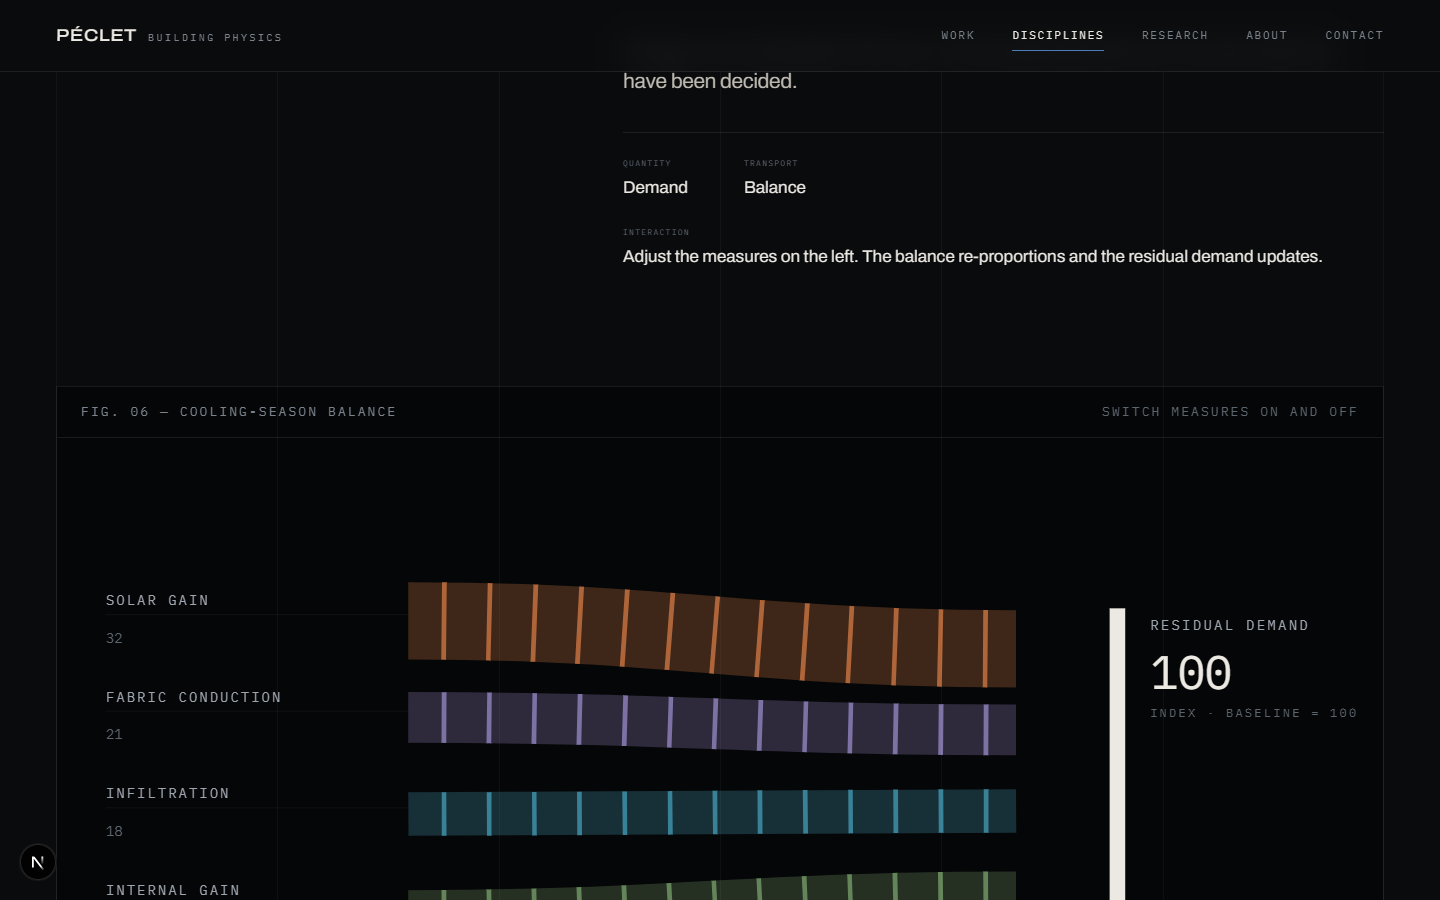 PÉCLET BUILDING PHYSICS
WORK DISCIPLINES RESEARCH ABOUT CONTACT
have been decided.
QUANTITY TRANSPORT
Demand Balance
INTERACTION
Adjust the measures on the left. The balance re-proportions and the residual demand updates.
FIG. 06 — COOLING-SEASON BALANCE
SWITCH MEASURES ON AND OFF
SOLAR GAIN
32
FABRIC CONDUCTION
21
INFILTRATION
18
INTERNAL GAIN
RESIDUAL DEMAND
100
INDEX · BASELINE = 100
N